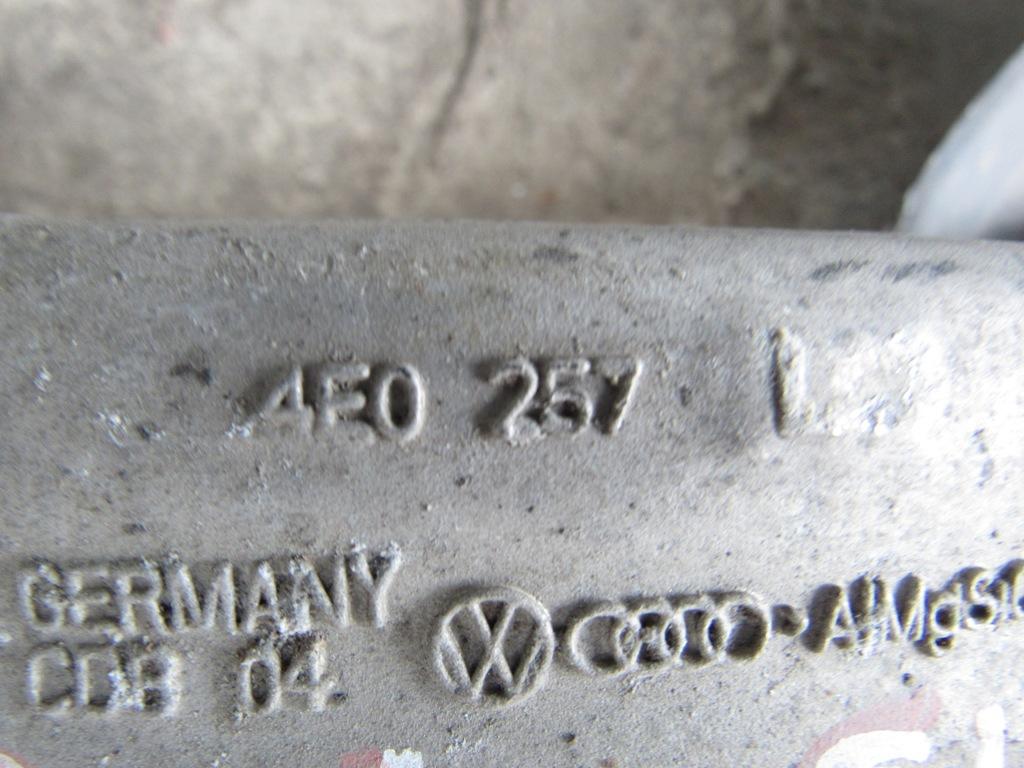 4E0 257 L
GERMANY
CDB 04
AlMgSi